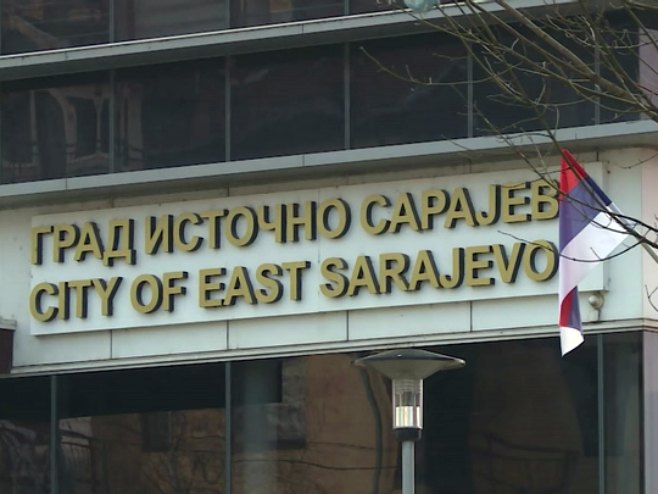 ГРАД ИСТОЧНО САРАЈЕВ
CITY OF EAST SARAJEVO